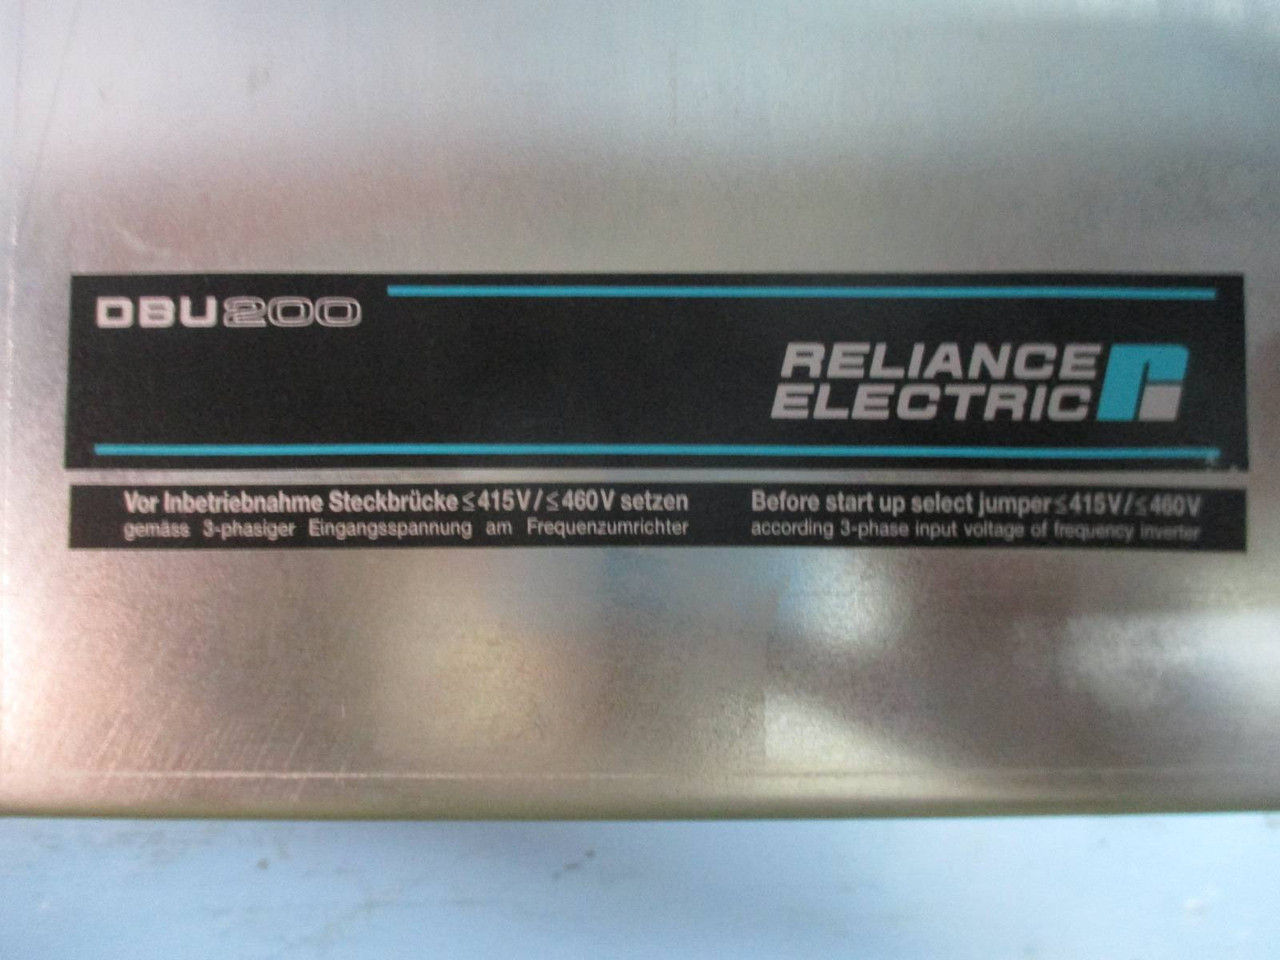 DBU200
RELIANCE
ELECTRIC
Vor Inbetriebnahme Steckbrücke ≤415V/≤460V setzen
gemäss 3-phasiger Eingangsspannung am Frequenzumrichter
Before start up select jumper ≤415V/≤460V
according 3-phase input voltage of frequency inverter